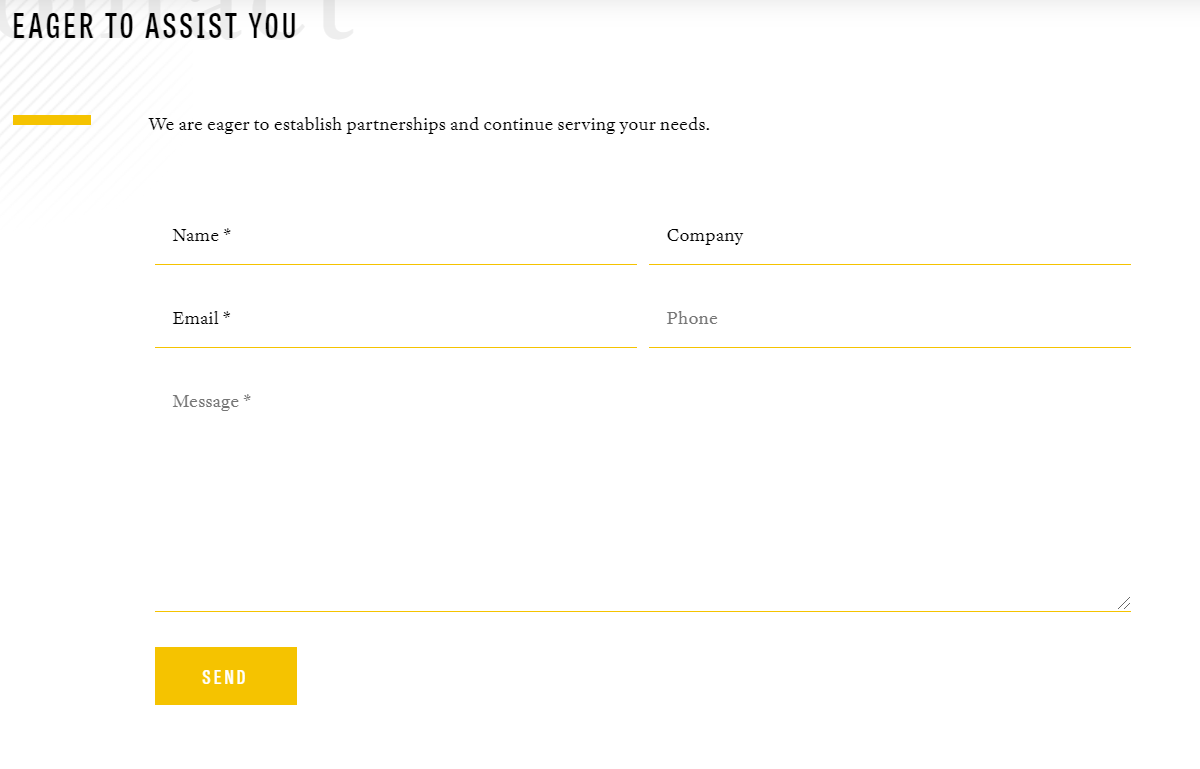 EAGER TO ASSIST YOU
We are eager to establish partnerships and continue serving your needs.
Name *
Company
Email *
Phone
Message *
SEND